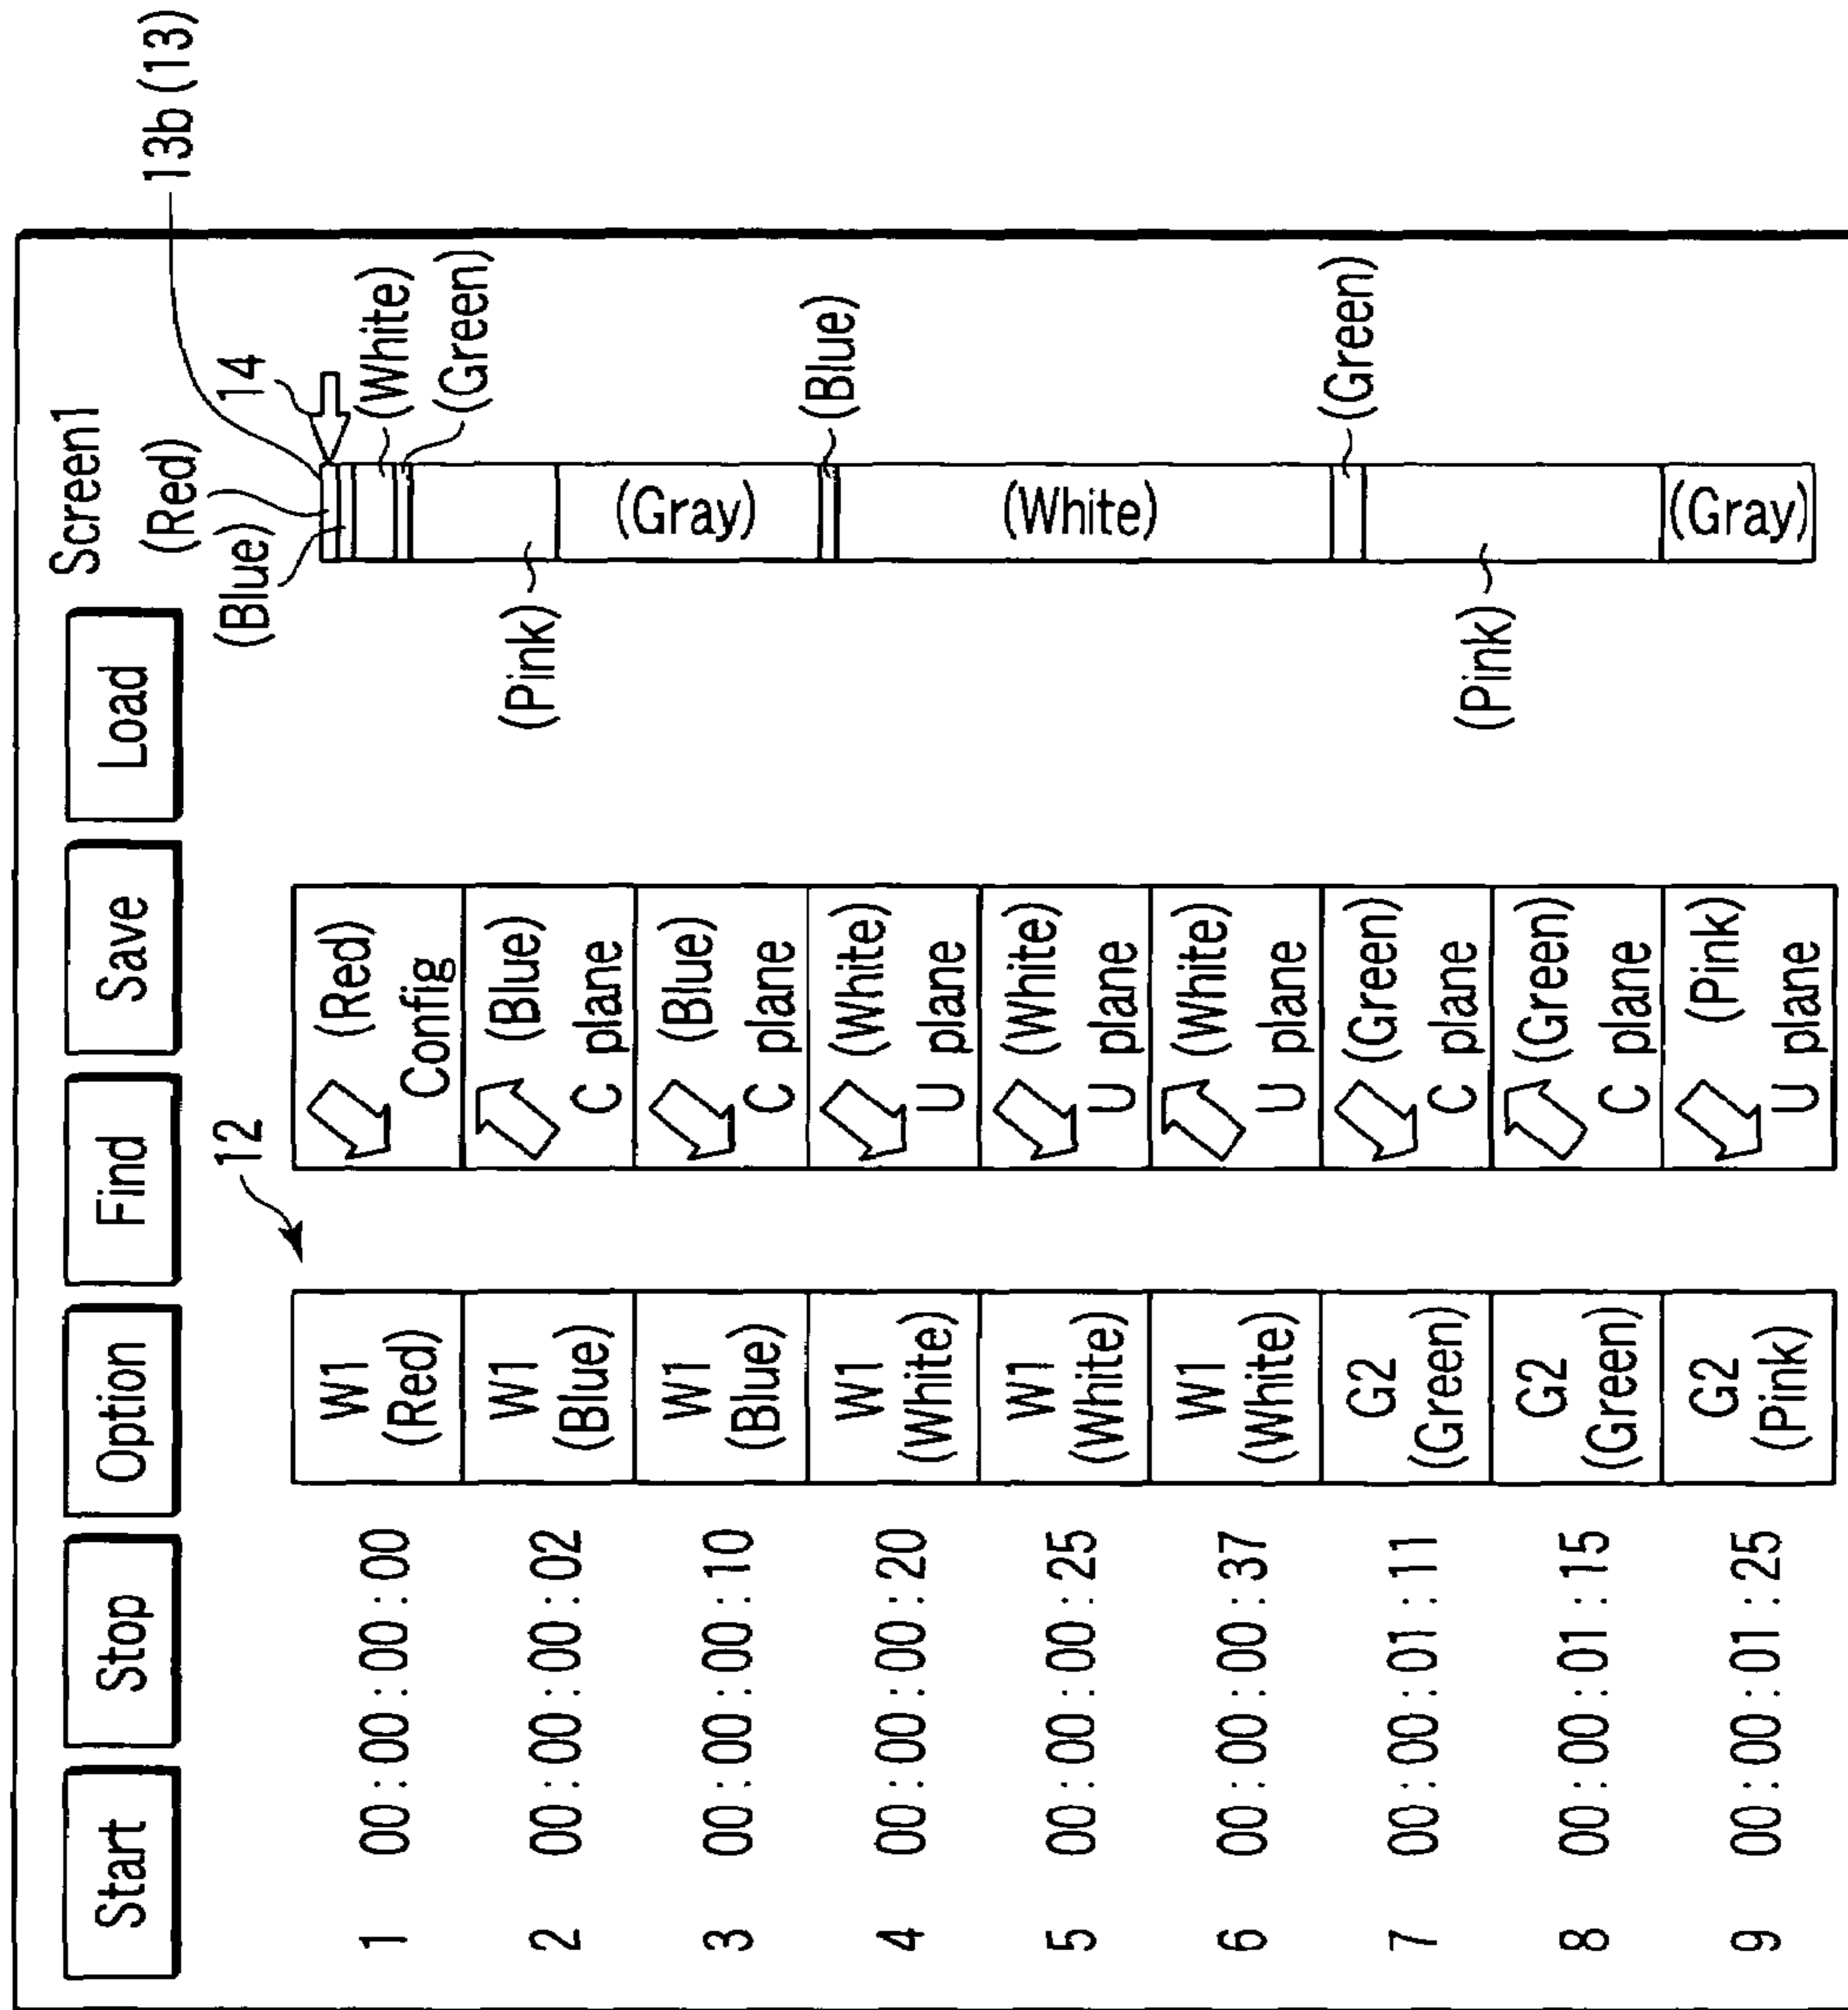 Start Stop Option Find Save Load Screen1
13b (13)
(Red)
(Blue)
14
12
1 00:00:00:00 W1 (Red)
(Red) Config
2 00:00:00:02 W1 (Blue)
(Blue) C plane
3 00:00:00:10 W1 (Blue)
(Blue) C plane
4 00:00:00:20 W1 (White)
(White) U plane
5 00:00:00:25 W1 (White)
(White) U plane
6 00:00:00:37 W1 (White)
(White) U plane
7 00:00:01:11 G2 (Green)
(Green) C plane
8 00:00:01:15 G2 (Green)
(Green) C plane
9 00:00:01:25 G2 (Pink)
(Pink) U plane
(White)
(Green)
(Pink)
(Gray)
(Blue)
(White)
(Green)
(Pink)
(Gray)